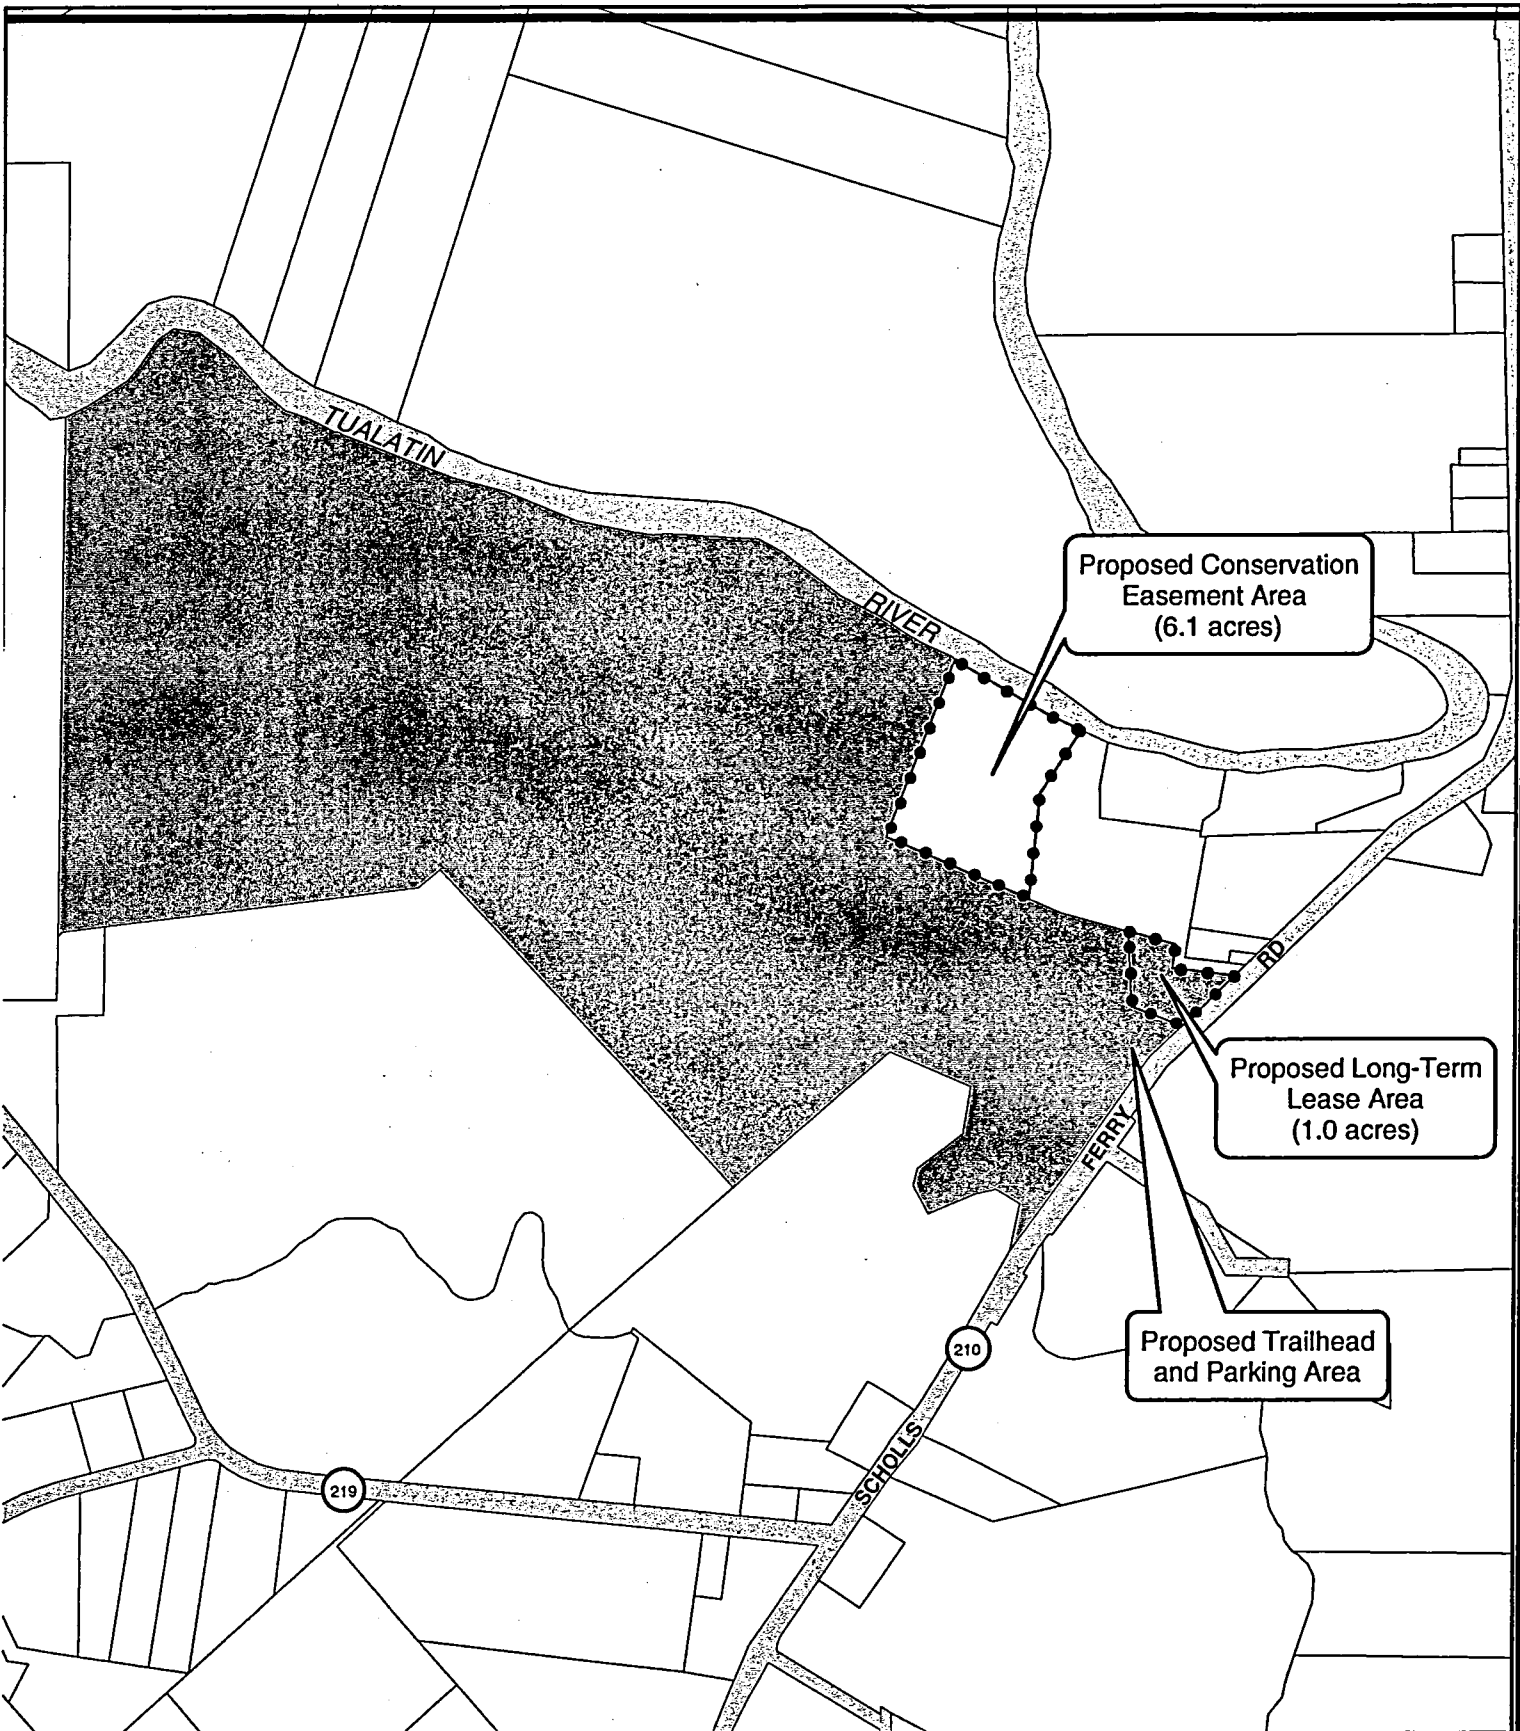 TUALATIN
RIVER
Proposed Conservation
Easement Area
(6.1 acres)
RD
Proposed Long-Term
Lease Area
(1.0 acres)
FERRY
Proposed Trailhead
and Parking Area
210
SCHOLLS
219